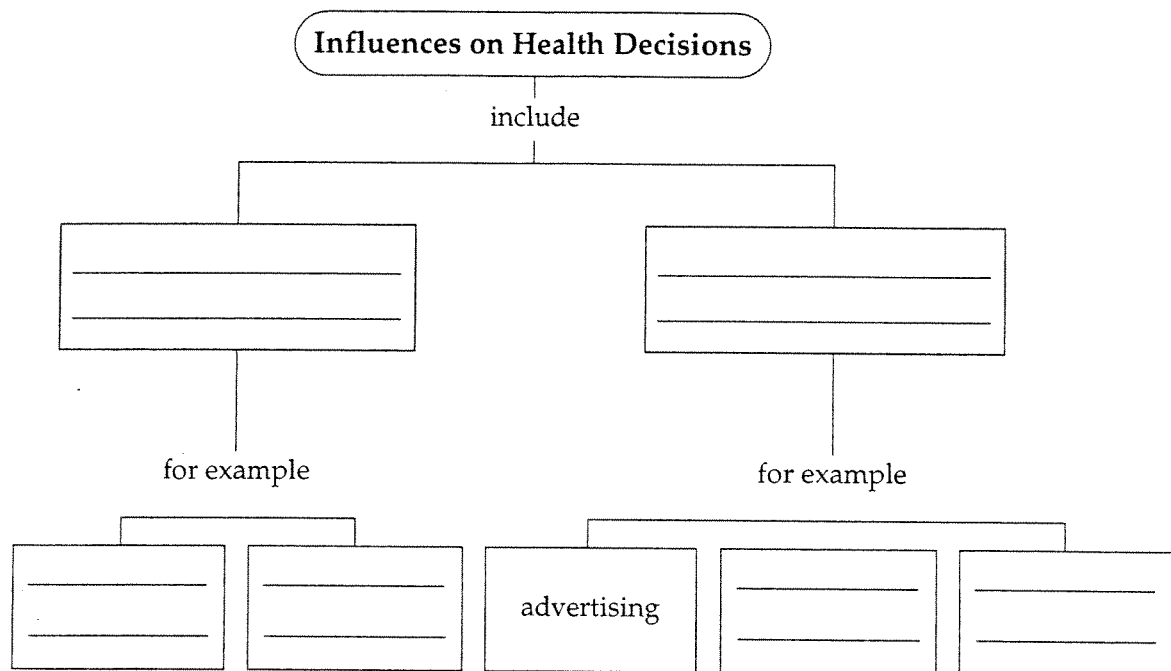 Influences on Health Decisions
include
for example
for example
advertising